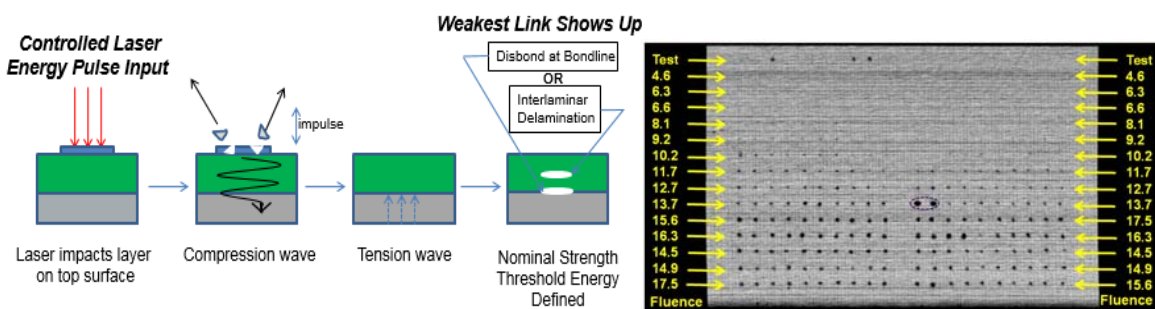 Controlled Laser
Energy Pulse Input
Weakest Link Shows Up
Disbond at Bondline
OR
Interlaminar
Delamination
impulse
Laser impacts layer
on top surface
Compression wave
Tension wave
Nominal Strength
Threshold Energy
Defined
Test
4.6
6.3
6.6
8.1
9.2
10.2
11.7
12.7
13.7
15.6
16.3
14.5
14.9
17.5
Fluence
Test
4.6
6.3
6.6
8.1
9.2
10.2
11.7
12.7
13.7
17.5
16.3
14.5
14.9
15.6
Fluence